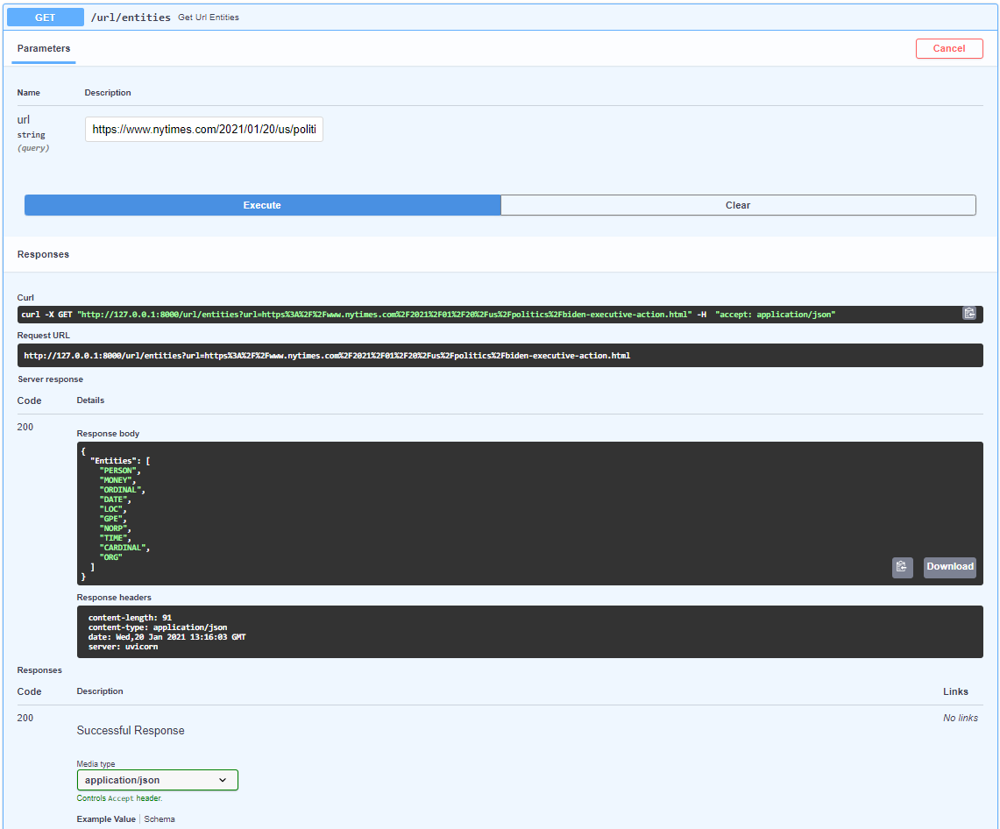 GET /url/entities Get Url Entities
Parameters
Cancel
Name Description
url
string
(query)
https://www.nytimes.com/2021/01/20/us/politi
Execute
Clear
Responses
Curl
curl -X GET "http://127.0.0.1:8000/url/entities?url=https%3A%2F%2Fwww.nytimes.com%2F2021%2F01%2F20%2Fus%2Fpolitics%2Fbiden-executive-action.html" -H "accept: application/json"
Request URL
http://127.0.0.1:8000/url/entities?url=https%3A%2F%2Fwww.nytimes.com%2F2021%2F01%2F20%2Fus%2Fpolitics%2Fbiden-executive-action.html
Server response
Code Details
200
Response body
{
"Entities": [
"PERSON",
"MONEY",
"ORDINAL",
"DATE",
"LOC",
"GPE",
"NORP",
"TIME",
"CARDINAL",
"ORG"
]
}
Download
Response headers
content-length: 91
content-type: application/json
date: Wed,20 Jan 2021 13:16:03 GMT
server: uvicorn
Responses
Code Description Links
200 No links
Successful Response
Media type
application/json
Controls Accept header.
Example Value Schema